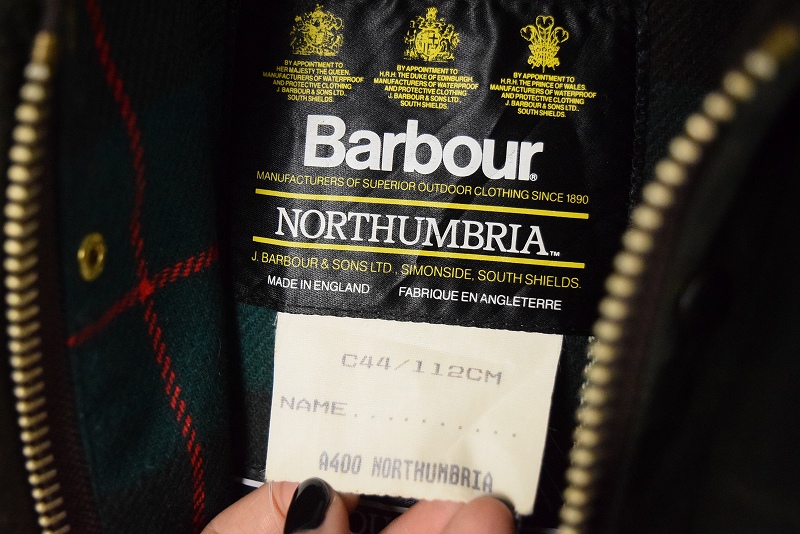 BY APPOINTMENT TO
HER MAJESTY THE QUEEN.
MANUFACTURERS OF WATERPROOF
AND PROTECTIVE CLOTHING
J. BARBOUR & SONS LTD.,
SOUTH SHIELDS.
BY APPOINTMENT TO
H.R.H. THE DUKE OF EDINBURGH.
MANUFACTURERS OF WATERPROOF
AND PROTECTIVE CLOTHING
J. BARBOUR & SONS LTD.,
SOUTH SHIELDS.
BY APPOINTMENT TO
H.R.H. THE PRINCE OF WALES.
MANUFACTURERS OF WATERPROOF
AND PROTECTIVE CLOTHING
J. BARBOUR & SONS LTD.,
SOUTH SHIELDS.
Barbour®
MANUFACTURERS OF SUPERIOR OUTDOOR CLOTHING SINCE 1890
NORTHUMBRIA™
J. BARBOUR & SONS LTD., SIMONSIDE, SOUTH SHIELDS.
MADE IN ENGLAND FABRIQUE EN ANGLETERRE
C44/112CM
NAME...........
A400 NORTHUNBRIA